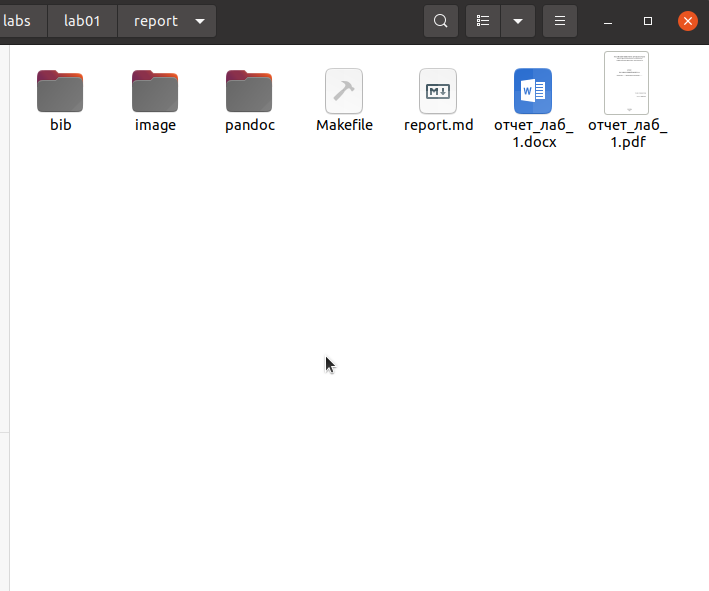 labs lab01 report
bib image pandoc Makefile report.md отчет_лаб_ отчет_лаб_
1.docx 1.pdf
M
W